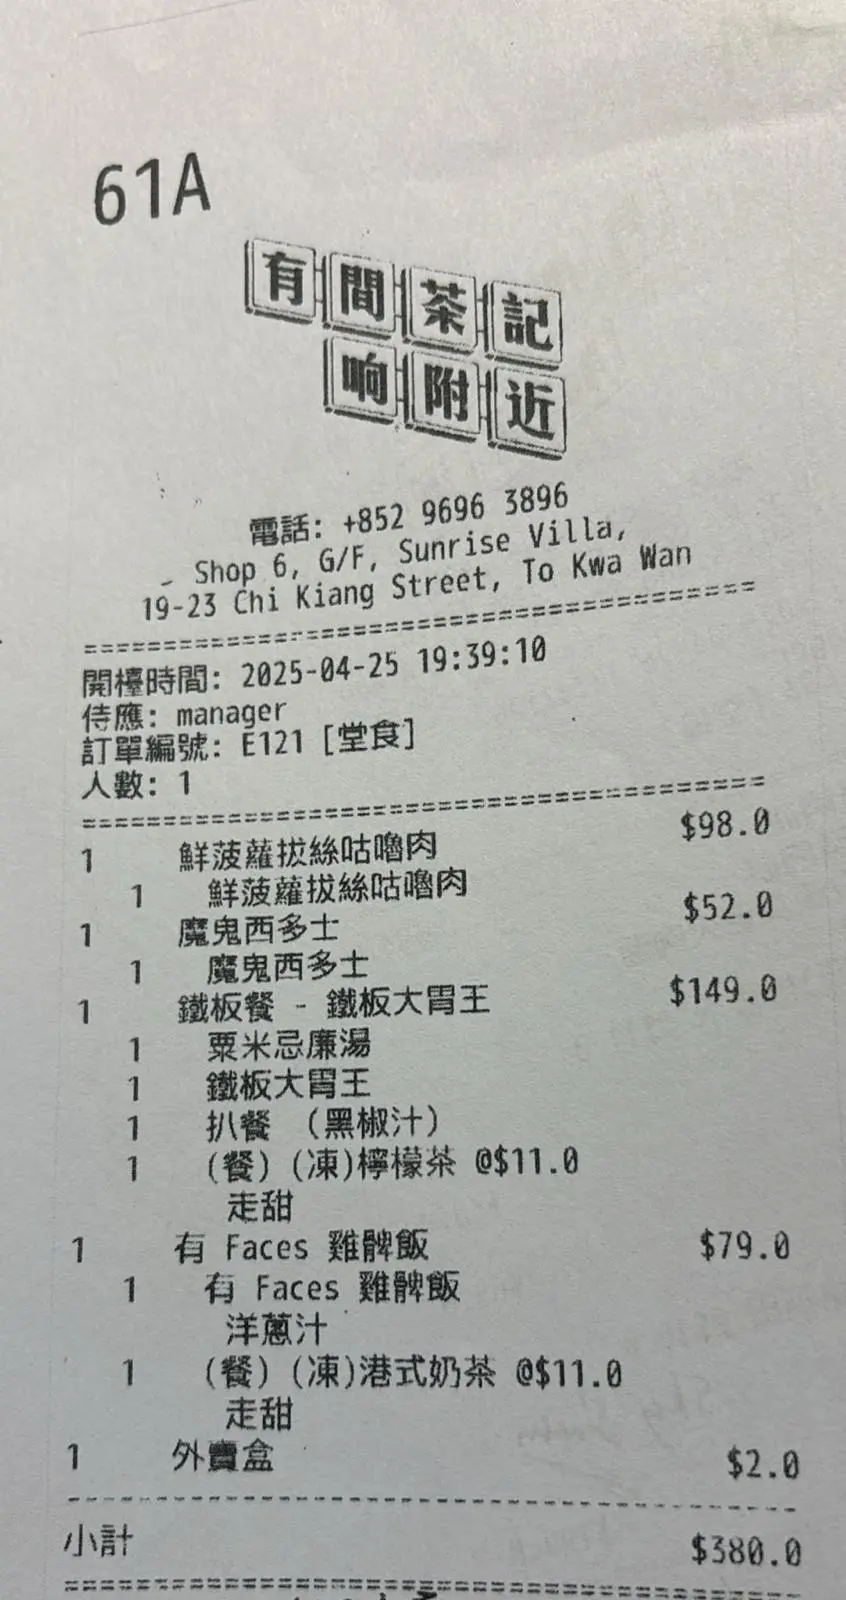 61A
有間茶記
响附近
電話: +852 9696 3896
Shop 6, G/F, Sunrise Villa,
19-23 Chi Kiang Street, To Kwa Wan
開檯時間: 2025-04-25 19:39:10
侍應: manager
訂單編號: E121 [堂食]
人數: 1
1 鮮菠蘿拔絲咕嚕肉 $98.0
1 鮮菠蘿拔絲咕嚕肉
1 魔鬼西多士 $52.0
1 魔鬼西多士
1 鐵板餐 - 鐵板大胃王 $149.0
1 粟米忌廉湯
1 鐵板大胃王
1 扒餐 (黑椒汁)
1 (餐) (凍)檸檬茶 @$11.0
走甜
1 有 Faces 雞髀飯 $79.0
1 有 Faces 雞髀飯
洋蔥汁
1 (餐) (凍)港式奶茶 @$11.0
走甜
1 外賣盒 $2.0
小計 $380.0